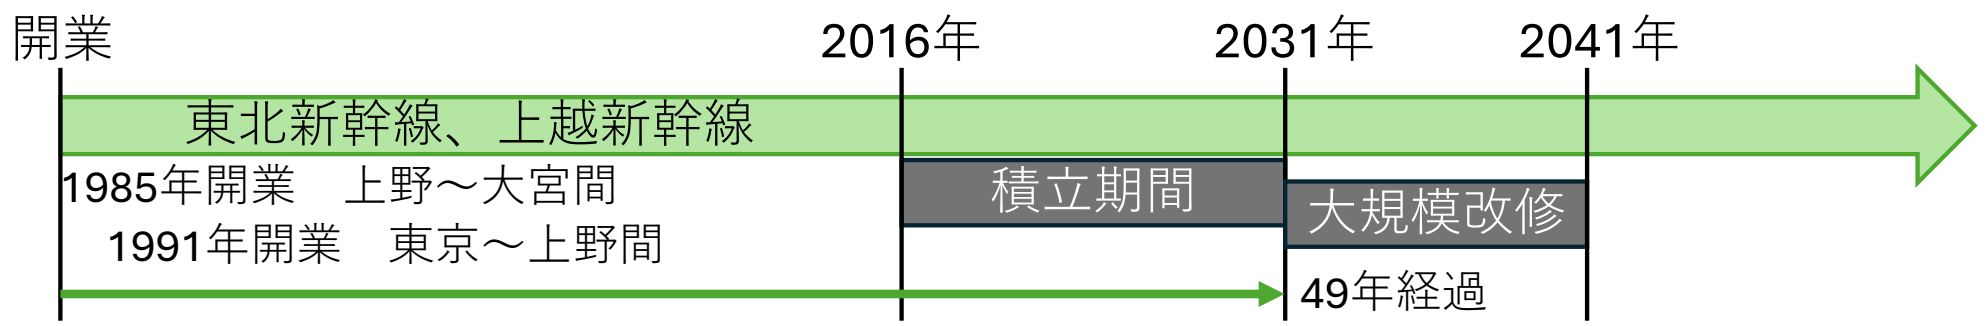 開業
2016年
2031年
2041年
東北新幹線、上越新幹線
1985年開業　上野～大宮間
積立期間
大規模改修
1991年開業　東京～上野間
49年経過